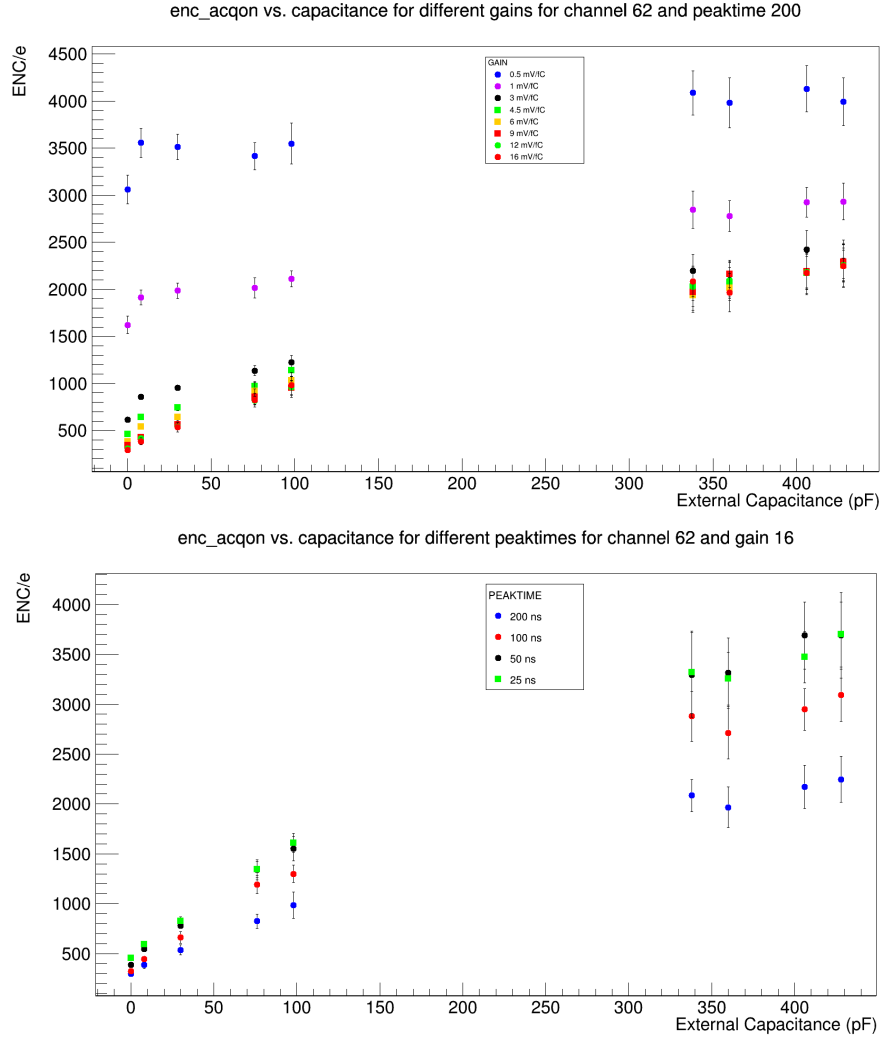 enc_acqon vs. capacitance for different gains for channel 62 and peaktime 200
ENC/e
4500
4000
3500
3000
2500
2000
1500
1000
500
GAIN
0.5 mV/fC
1 mV/fC
3 mV/fC
4.5 mV/fC
6 mV/fC
9 mV/fC
12 mV/fC
16 mV/fC
0 50 100 150 200 250 300 350 400
External Capacitance (pF)
enc_acqon vs. capacitance for different peaktimes for channel 62 and gain 16
ENC/e
4000
3500
3000
2500
2000
1500
1000
500
PEAKTIME
200 ns
100 ns
50 ns
25 ns
0 50 100 150 200 250 300 350 400
External Capacitance (pF)